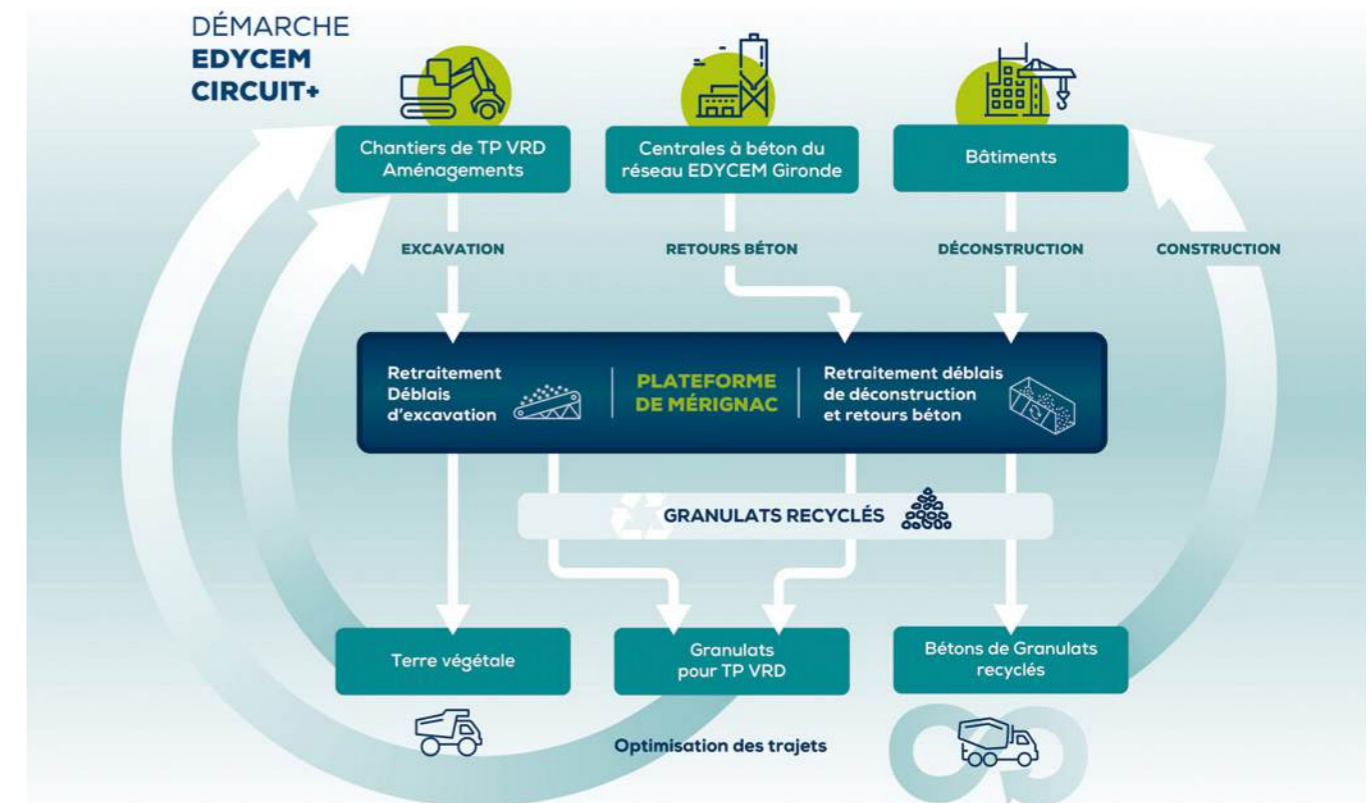 DÉMARCHE
EDYCEM
CIRCUIT+
Chantiers de TP VRD
Aménagements
Centrales à béton du
réseau EDYCEM Gironde
Bâtiments
EXCAVATION
RETOURS BÉTON
DÉCONSTRUCTION
CONSTRUCTION
Retraitement
Déblais
d'excavation
PLATEFORME
DE MÉRIGNAC
Retraitement déblais
de déconstruction
et retours béton
GRANULATS RECYCLÉS
Terre végétale
Granulats
pour TP VRD
Bétons de Granulats
recyclés
Optimisation des trajets